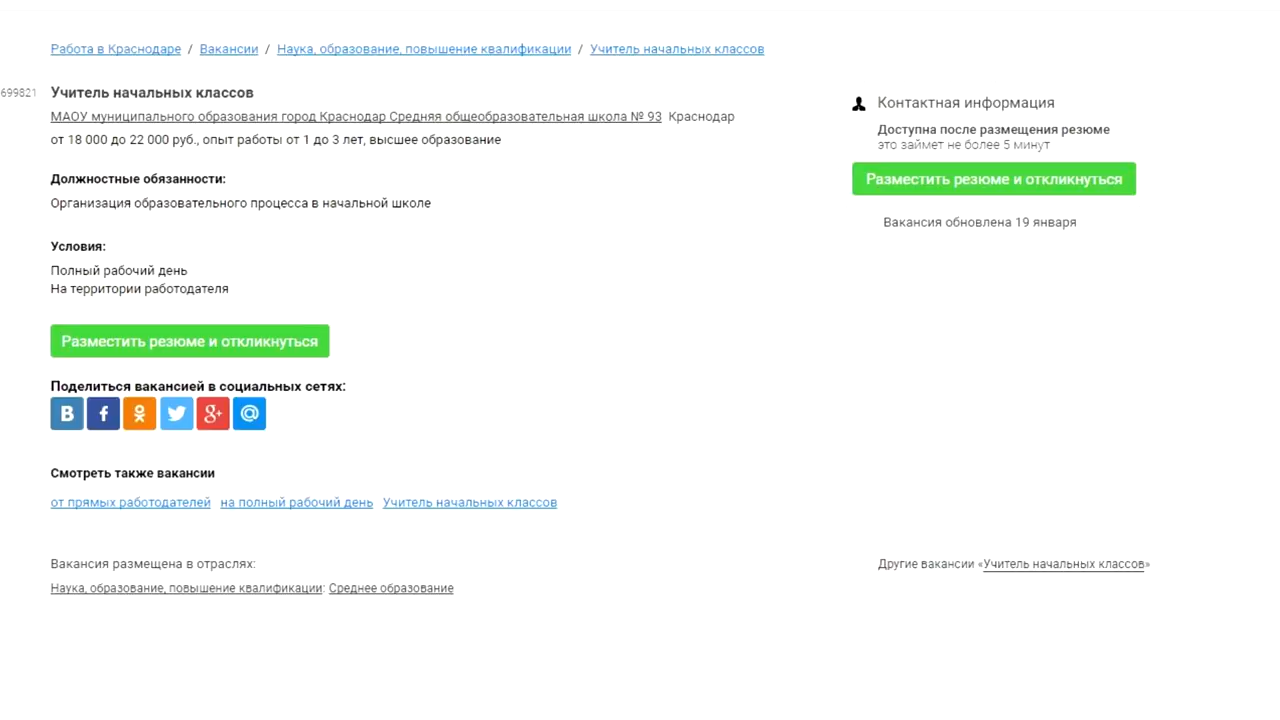 Работа в Краснодаре / Вакансии / Наука, образование, повышение квалификации / Учитель начальных классов
699821
Учитель начальных классов
МАОУ муниципального образования город Краснодар Средняя общеобразовательная школа № 93 Краснодар
от 18 000 до 22 000 руб., опыт работы от 1 до 3 лет, высшее образование
Должностные обязанности:
Организация образовательного процесса в начальной школе
Условия:
Полный рабочий день
На территории работодателя
Разместить резюме и откликнуться
Поделиться вакансией в социальных сетях:
Смотреть также вакансии
от прямых работодателей на полный рабочий день Учитель начальных классов
Вакансия размещена в отраслях:
Наука, образование, повышение квалификации: Среднее образование
Контактная информация
Доступна после размещения резюме
это займет не более 5 минут
Разместить резюме и откликнуться
Вакансия обновлена 19 января
Другие вакансии «Учитель начальных классов»